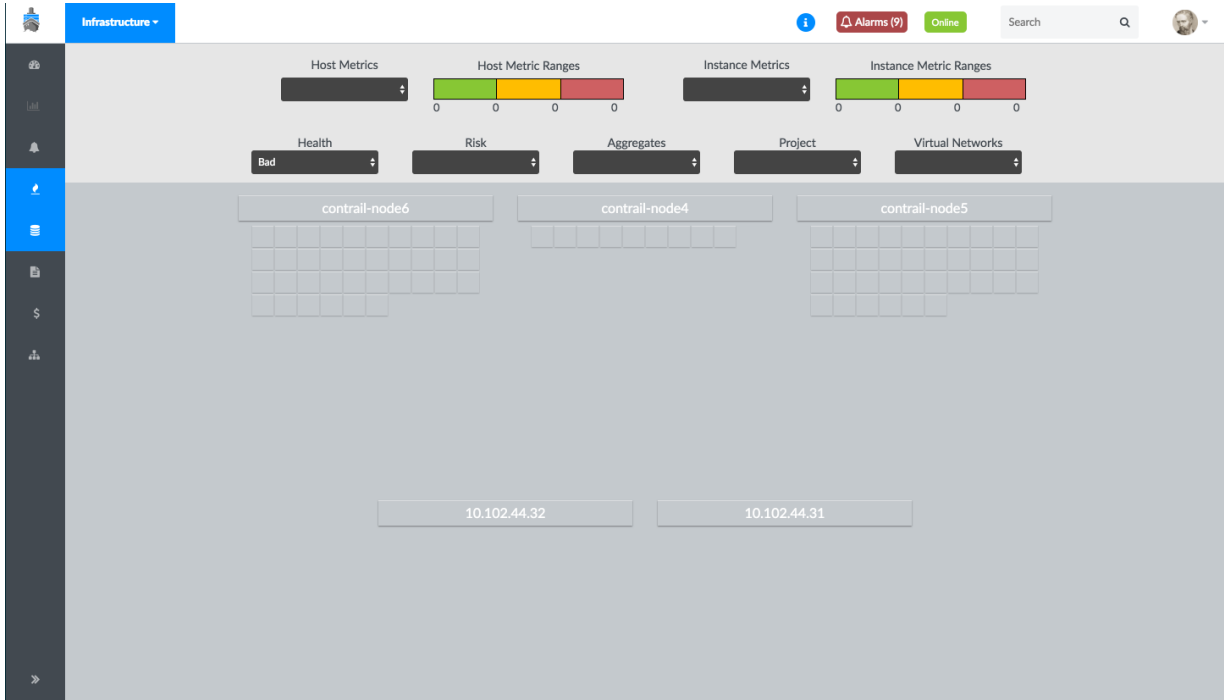 Infrastructure
Alarms (9)
Online
Search
Host Metrics
Host Metric Ranges
Instance Metrics
Instance Metric Ranges
0 0 0 0
0 0 0 0
Health
Risk
Aggregates
Project
Virtual Networks
Bad
contrail-node6
contrail-node4
contrail-node5
10.102.44.32
10.102.44.31